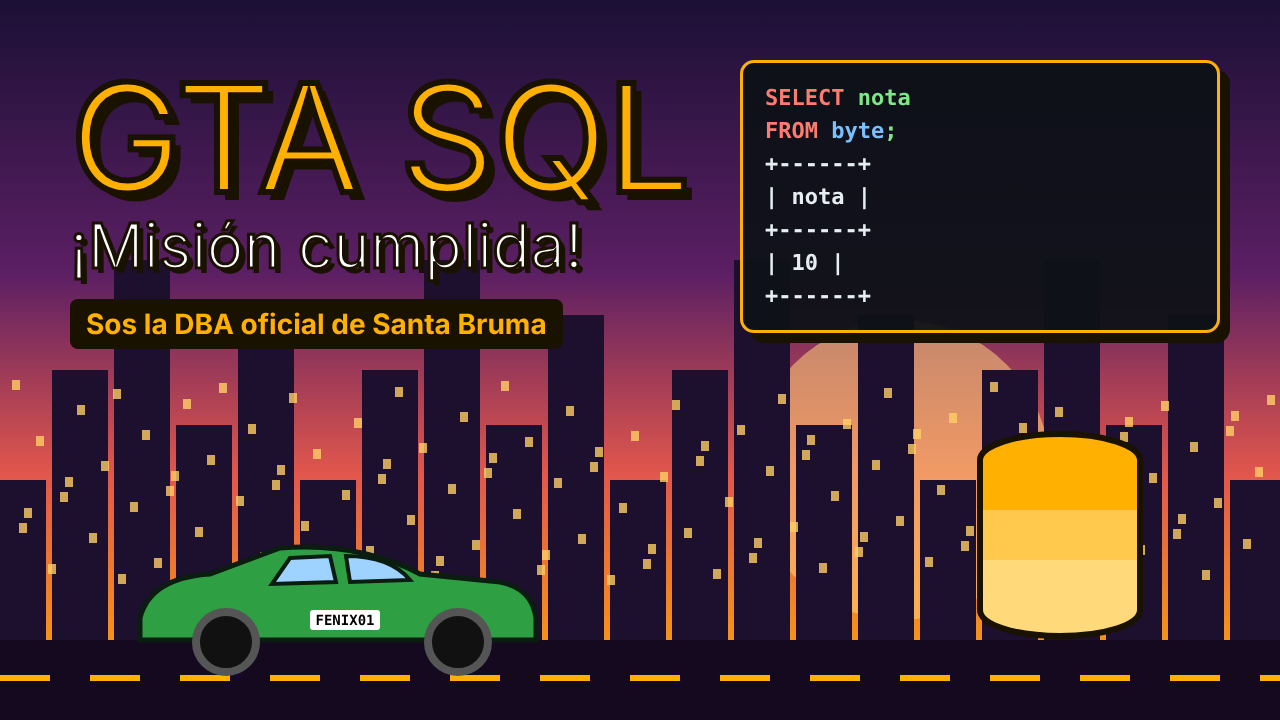 GTA SQL
¡Misión cumplida!
Sos la DBA oficial de Santa Bruma
SELECT nota
FROM byte;
+------+
| nota |
+------+
| 10 |
+------+
FENIX01